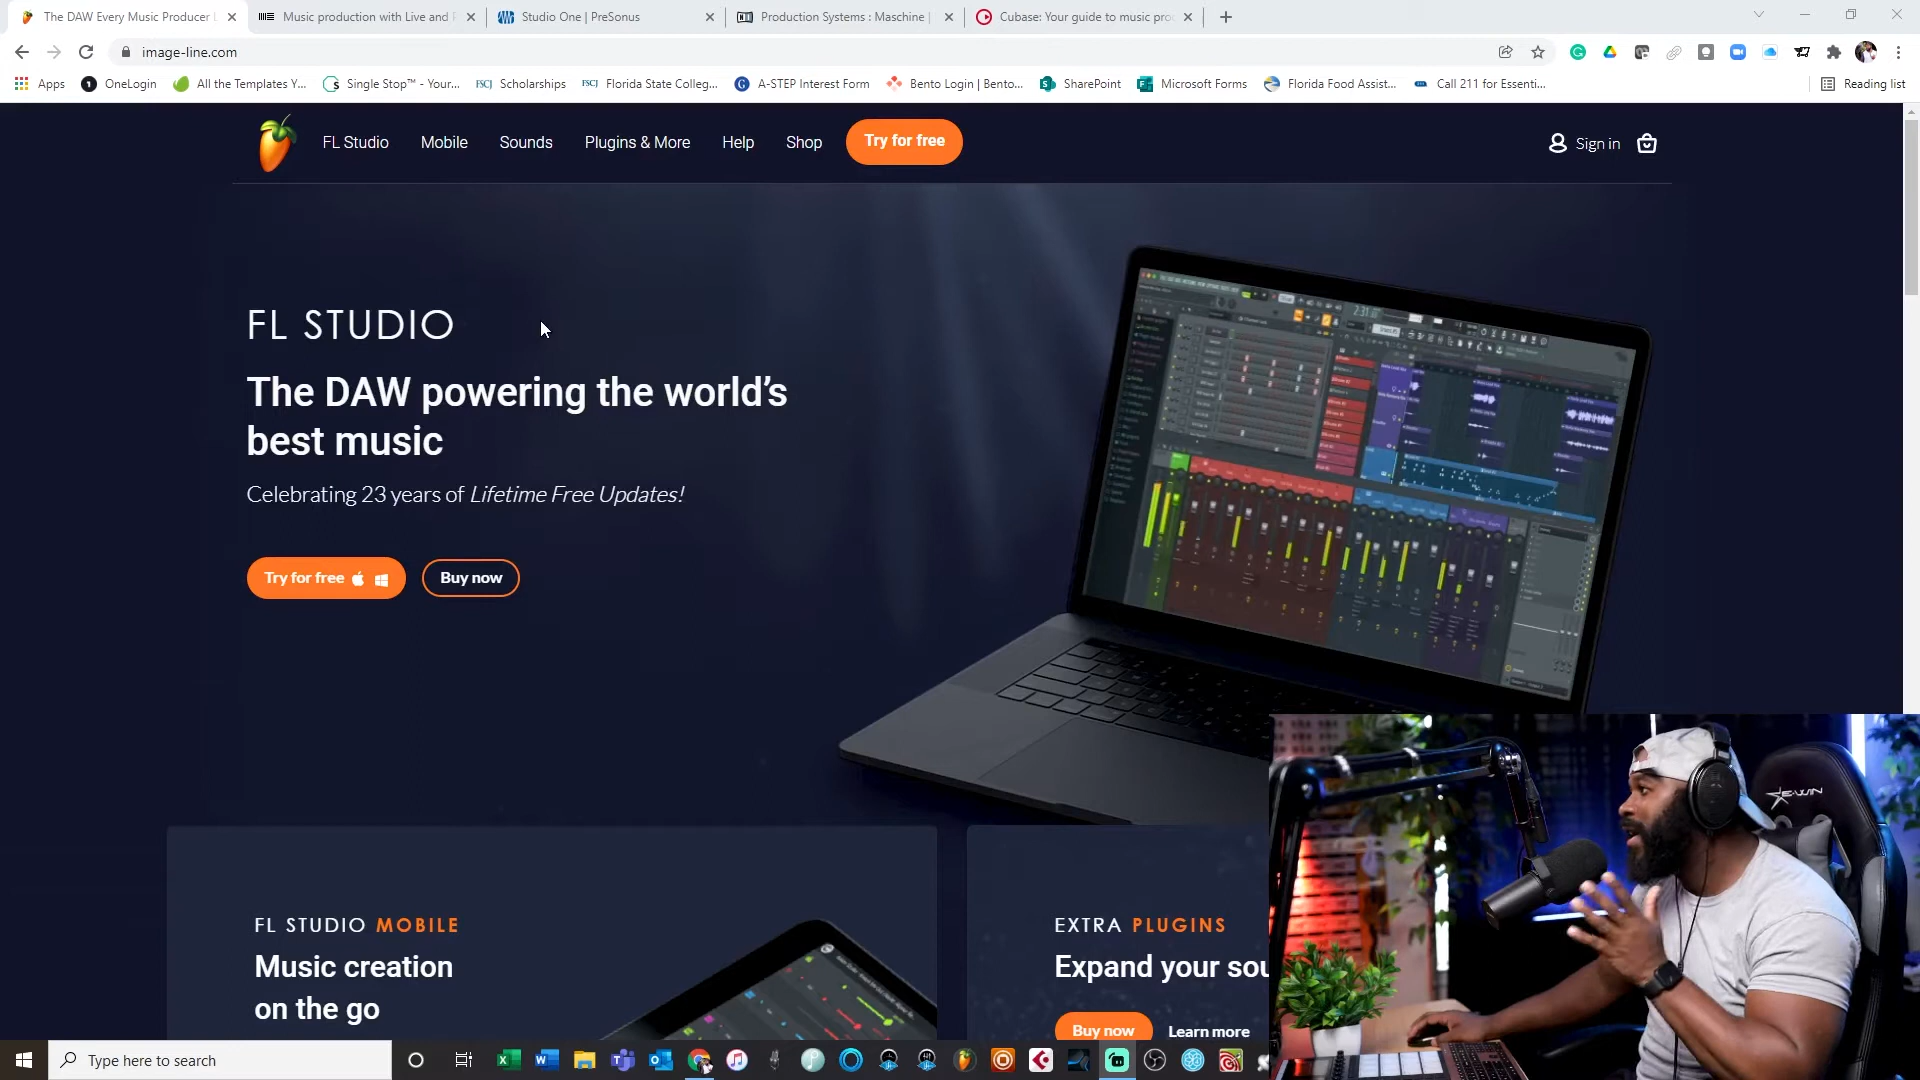 The DAW Every Music Producer
Music production with Live and
Studio One | PreSonus
Production Systems : Maschine |
Cubase: Your guide to music pro
image-line.com
Apps
OneLogin
All the Templates Y...
Single Stop™ - Your...
FSCJ Scholarships
FSCJ Florida State Colleg...
A-STEP Interest Form
Bento Login | Bento...
SharePoint
Microsoft Forms
Florida Food Assist...
Call 211 for Essenti...
Reading list
FL Studio
Mobile
Sounds
Plugins & More
Help
Shop
Try for free
Sign in
FL STUDIO
The DAW powering the world's
best music
Celebrating 23 years of Lifetime Free Updates!
Try for free
Buy now
FL STUDIO MOBILE
Music creation
on the go
EXTRA PLUGINS
Expand your sou
Buy now
Learn more
E-WIN
Type here to search